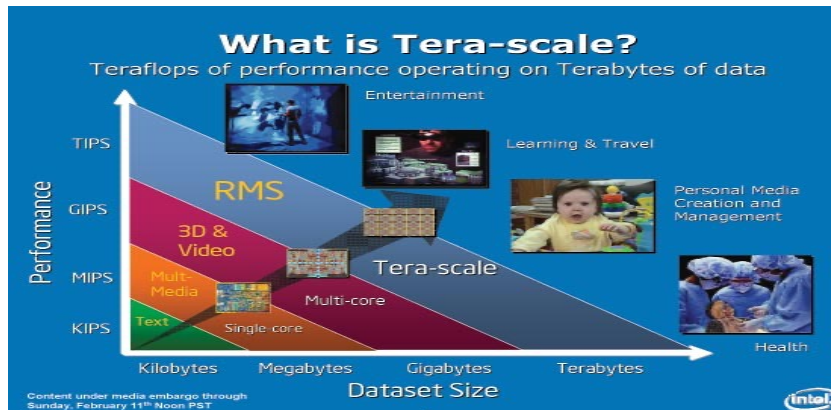 What is Tera-scale?
Teraflops of performance operating on Terabytes of data
Entertainment
TIPS
Learning & Travel
RMS
Personal Media
Creation and
Management
GIPS
3D &
Video
Performance
Tera-scale
MIPS
Mult-
Media
Multi-core
KIPS
Text
Single-core
Health
Kilobytes
Megabytes
Gigabytes
Terabytes
Dataset Size
Content under media embargo through
Sunday, February 11th Noon PST
intel